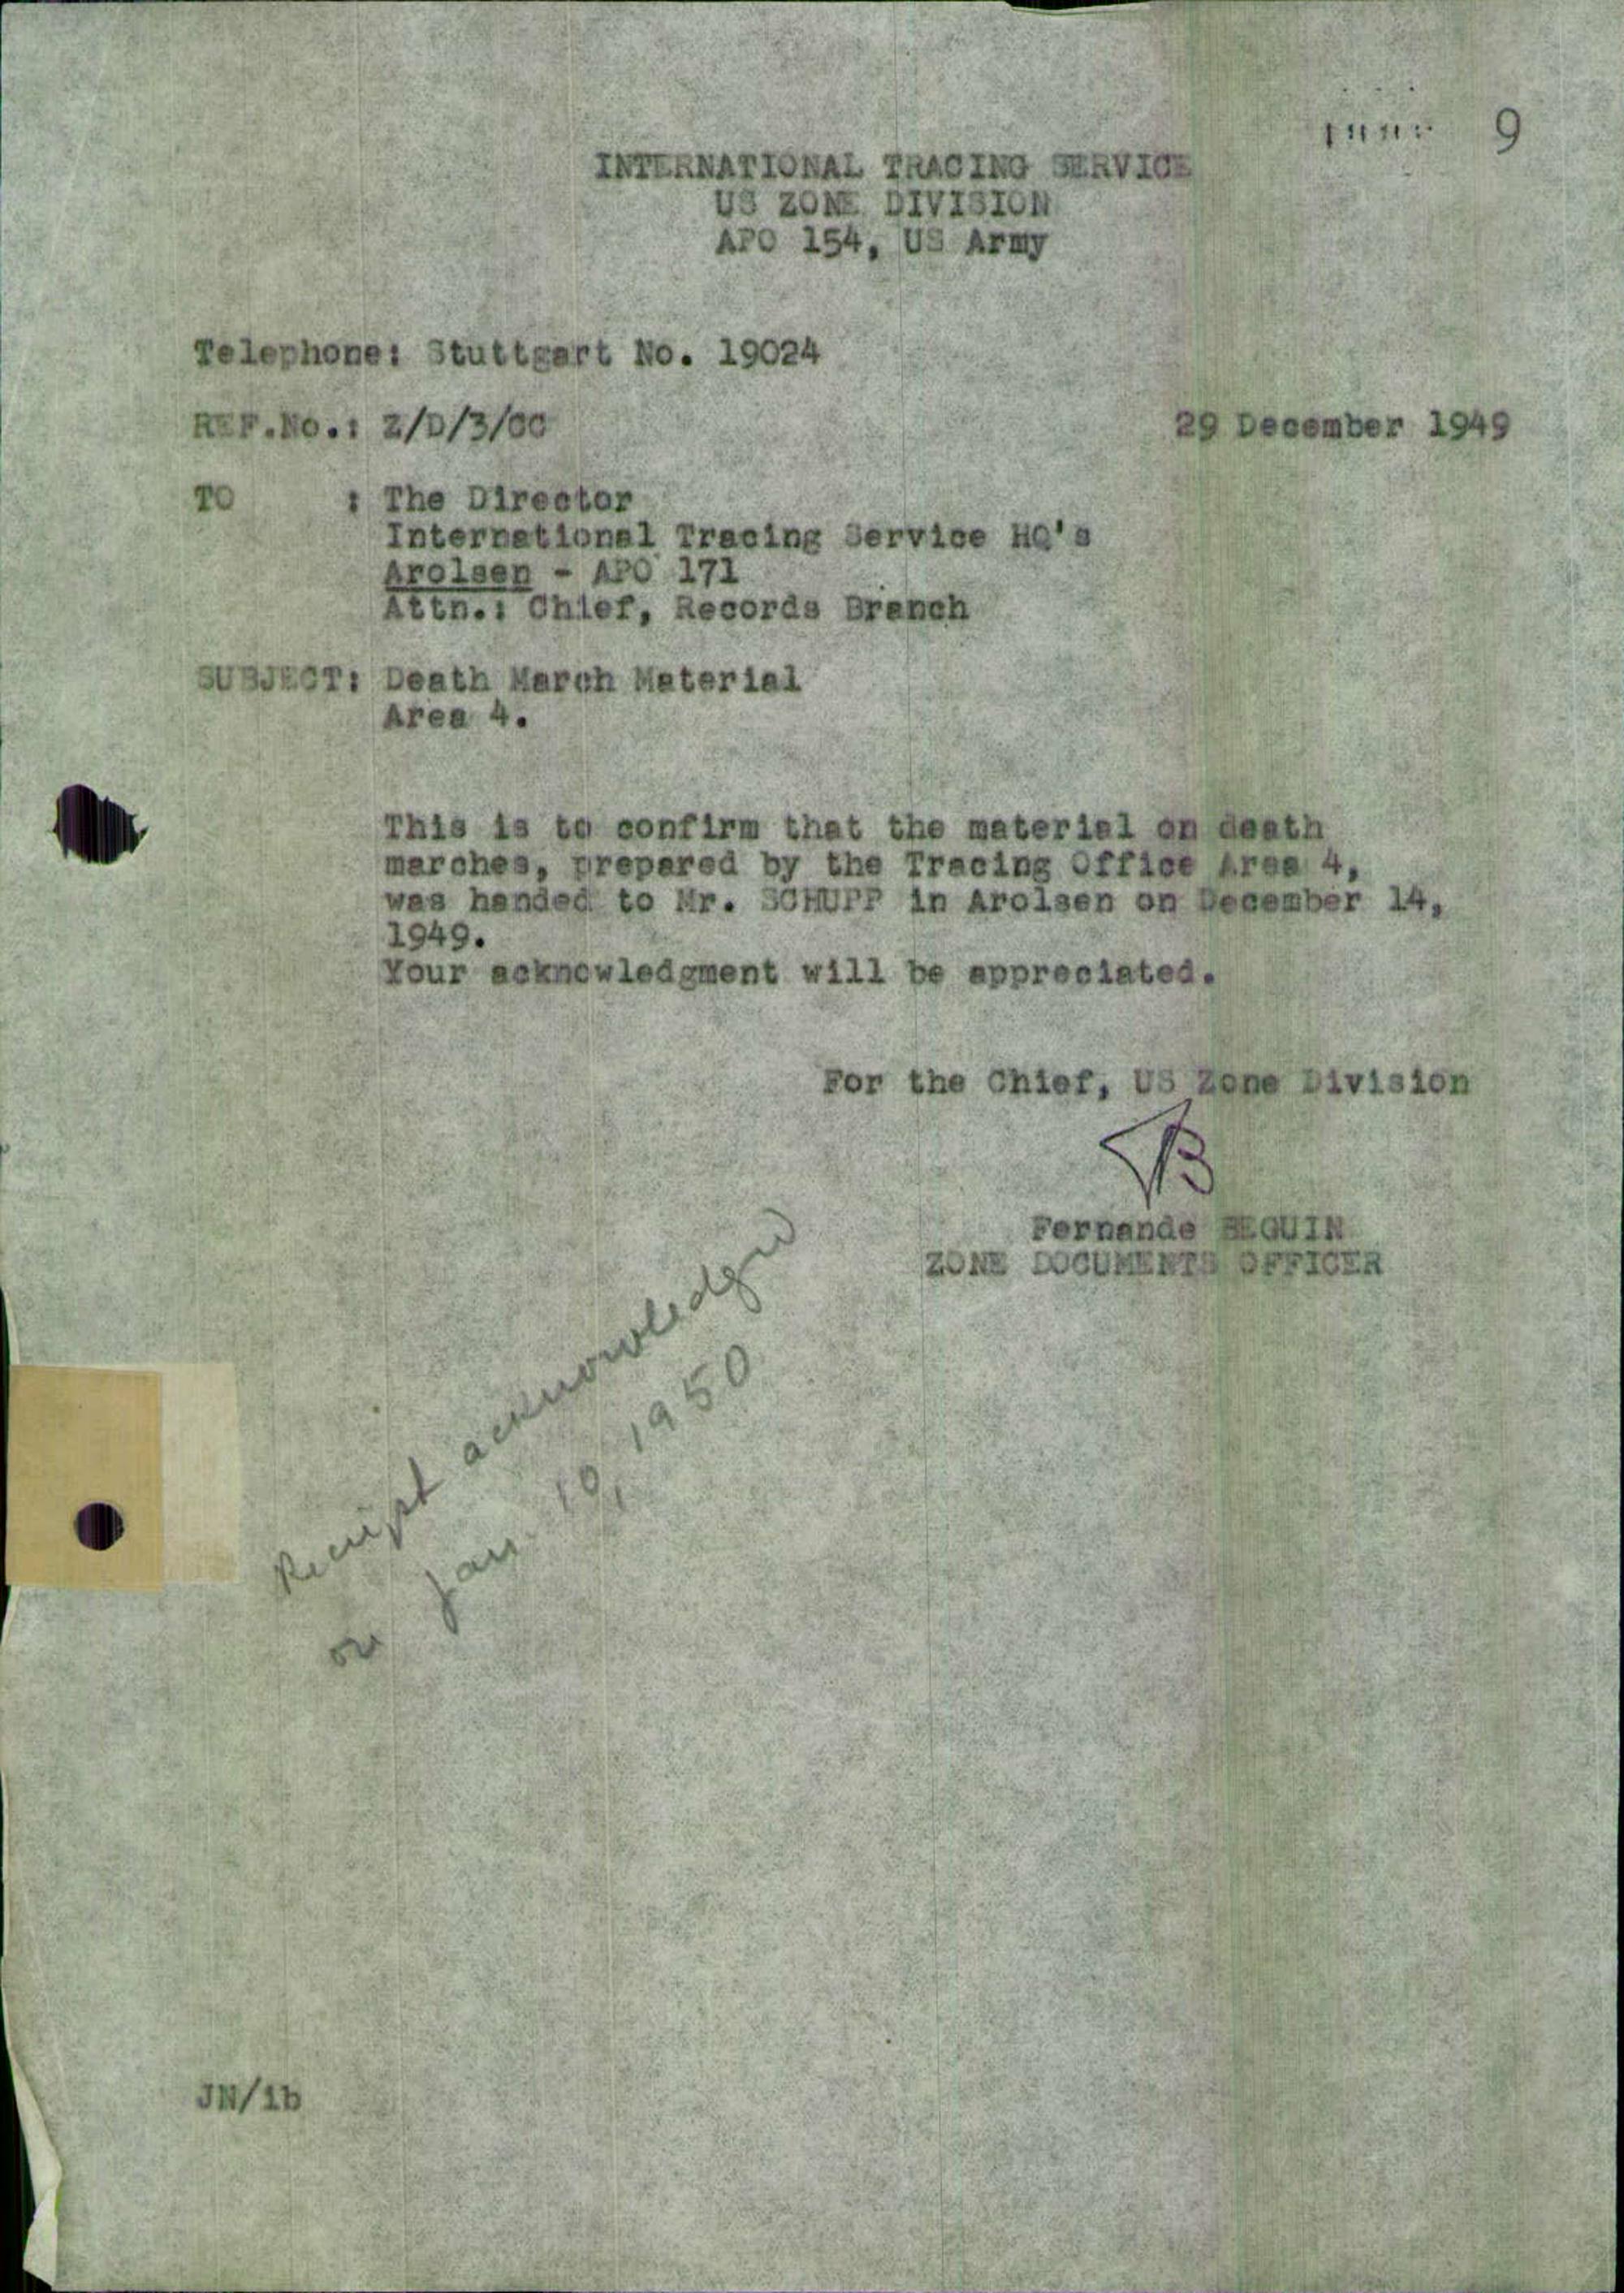 9
INTERNATIONAL TRACING SERVICE
US ZONE DIVISION
APO 154, US Army
Telephone: Stuttgart No. 19024
REF.No.: Z/D/3/CC
29 December 1949
TO : The Director
International Tracing Service HQ's
Arolsen - APO 171
Attn.: Chief, Records Branch
SUBJECT: Death March Material
Area 4.
This is to confirm that the material on death
marches, prepared by the Tracing Office Area 4,
was handed to Mr. SCHUPP in Arolsen on December 14,
1949.
Your acknowledgment will be appreciated.
For the Chief, US Zone Division
FB
Fernande BEGUIN
ZONE DOCUMENTS OFFICER
Receipt acknowledged
on Jan. 10, 1950
JN/ib